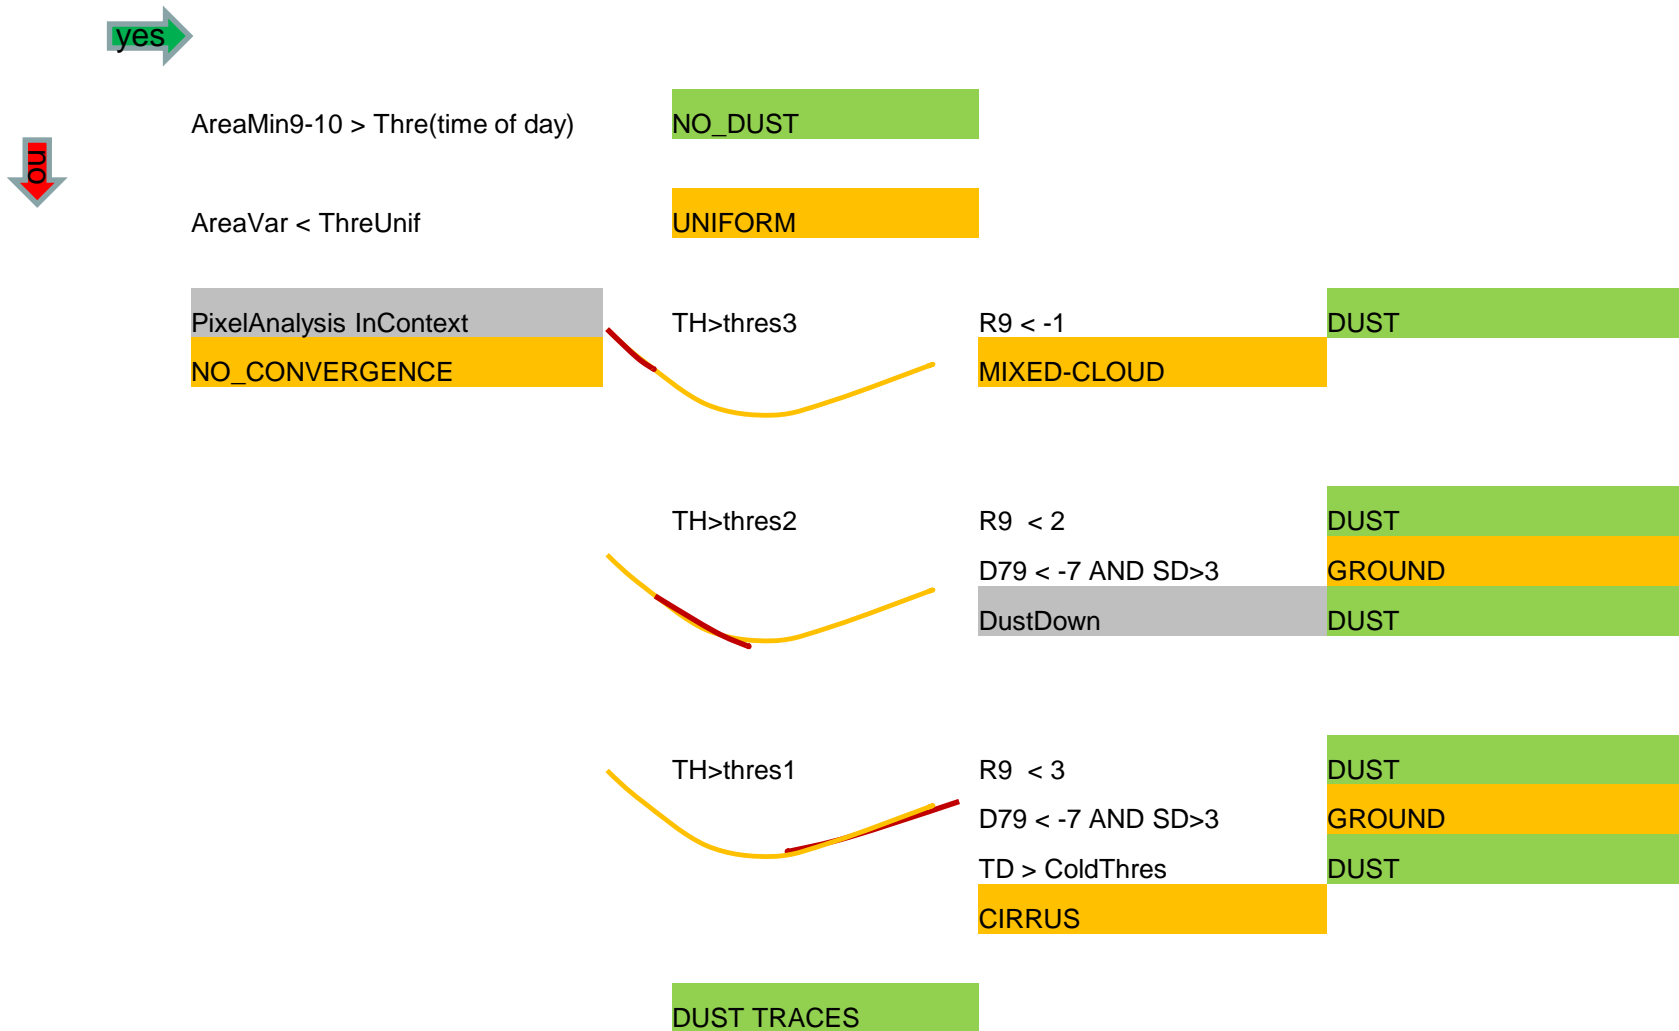 yes
AreaMin9-10 > Thre(time of day) NO_DUST
no
AreaVar < ThreUnif UNIFORM
PixelAnalysis InContext TH>thres3 R9 < -1 DUST
NO_CONVERGENCE MIXED-CLOUD
TH>thres2 R9 < 2 DUST
D79 < -7 AND SD>3 GROUND
DustDown DUST
TH>thres1 R9 < 3 DUST
D79 < -7 AND SD>3 GROUND
TD > ColdThres DUST
CIRRUS
DUST TRACES